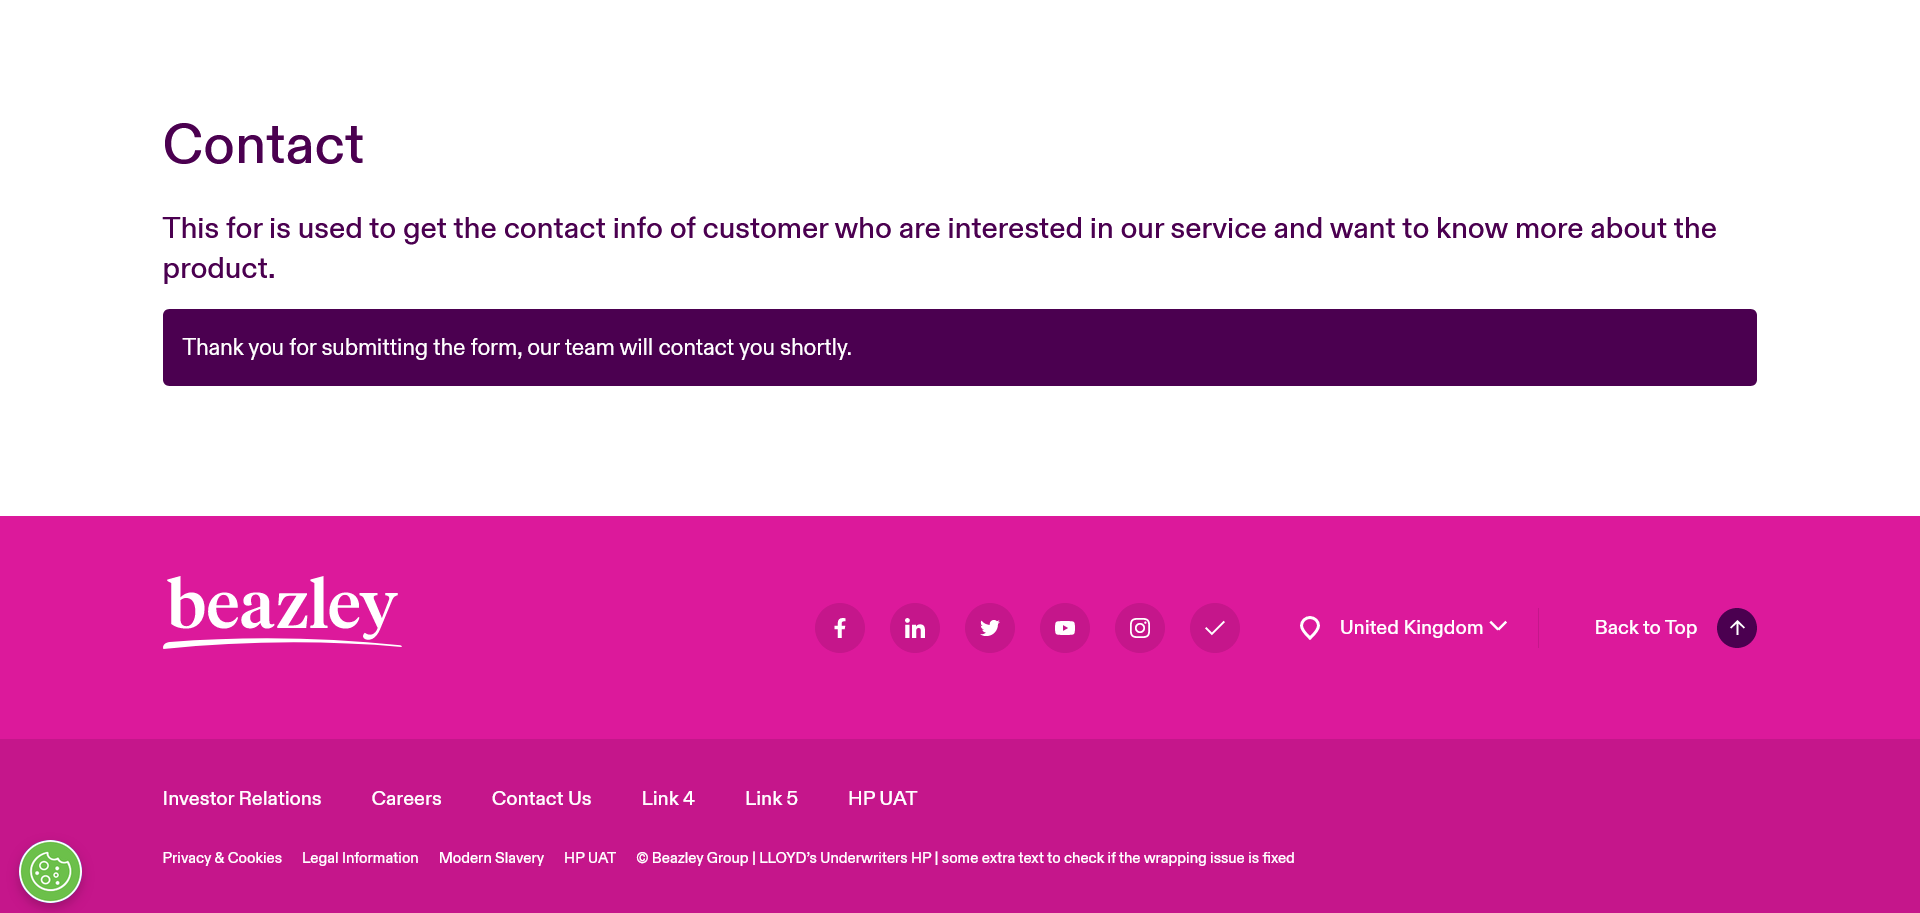 Contact
This for is used to get the contact info of customer who are interested in our service and want to know more about the
product.
Thank you for submitting the form, our team will contact you shortly.
beazley
United Kingdom
Back to Top
Investor Relations
Careers
Contact Us
Link 4
Link 5
HP UAT
Privacy & Cookies
Legal Information
Modern Slavery
HP UAT
© Beazley Group | LLOYD’s Underwriters HP | some extra text to check if the wrapping issue is fixed